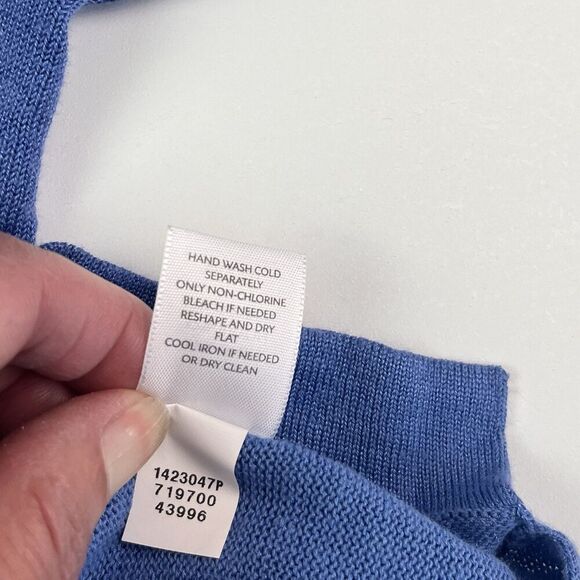 HAND WASH COLD
SEPARATELY
ONLY NON-CHLORINE
BLEACH IF NEEDED
RESHAPE AND DRY
FLAT
COOL IRON IF NEEDED
OR DRY CLEAN
1423047P
719700
43996